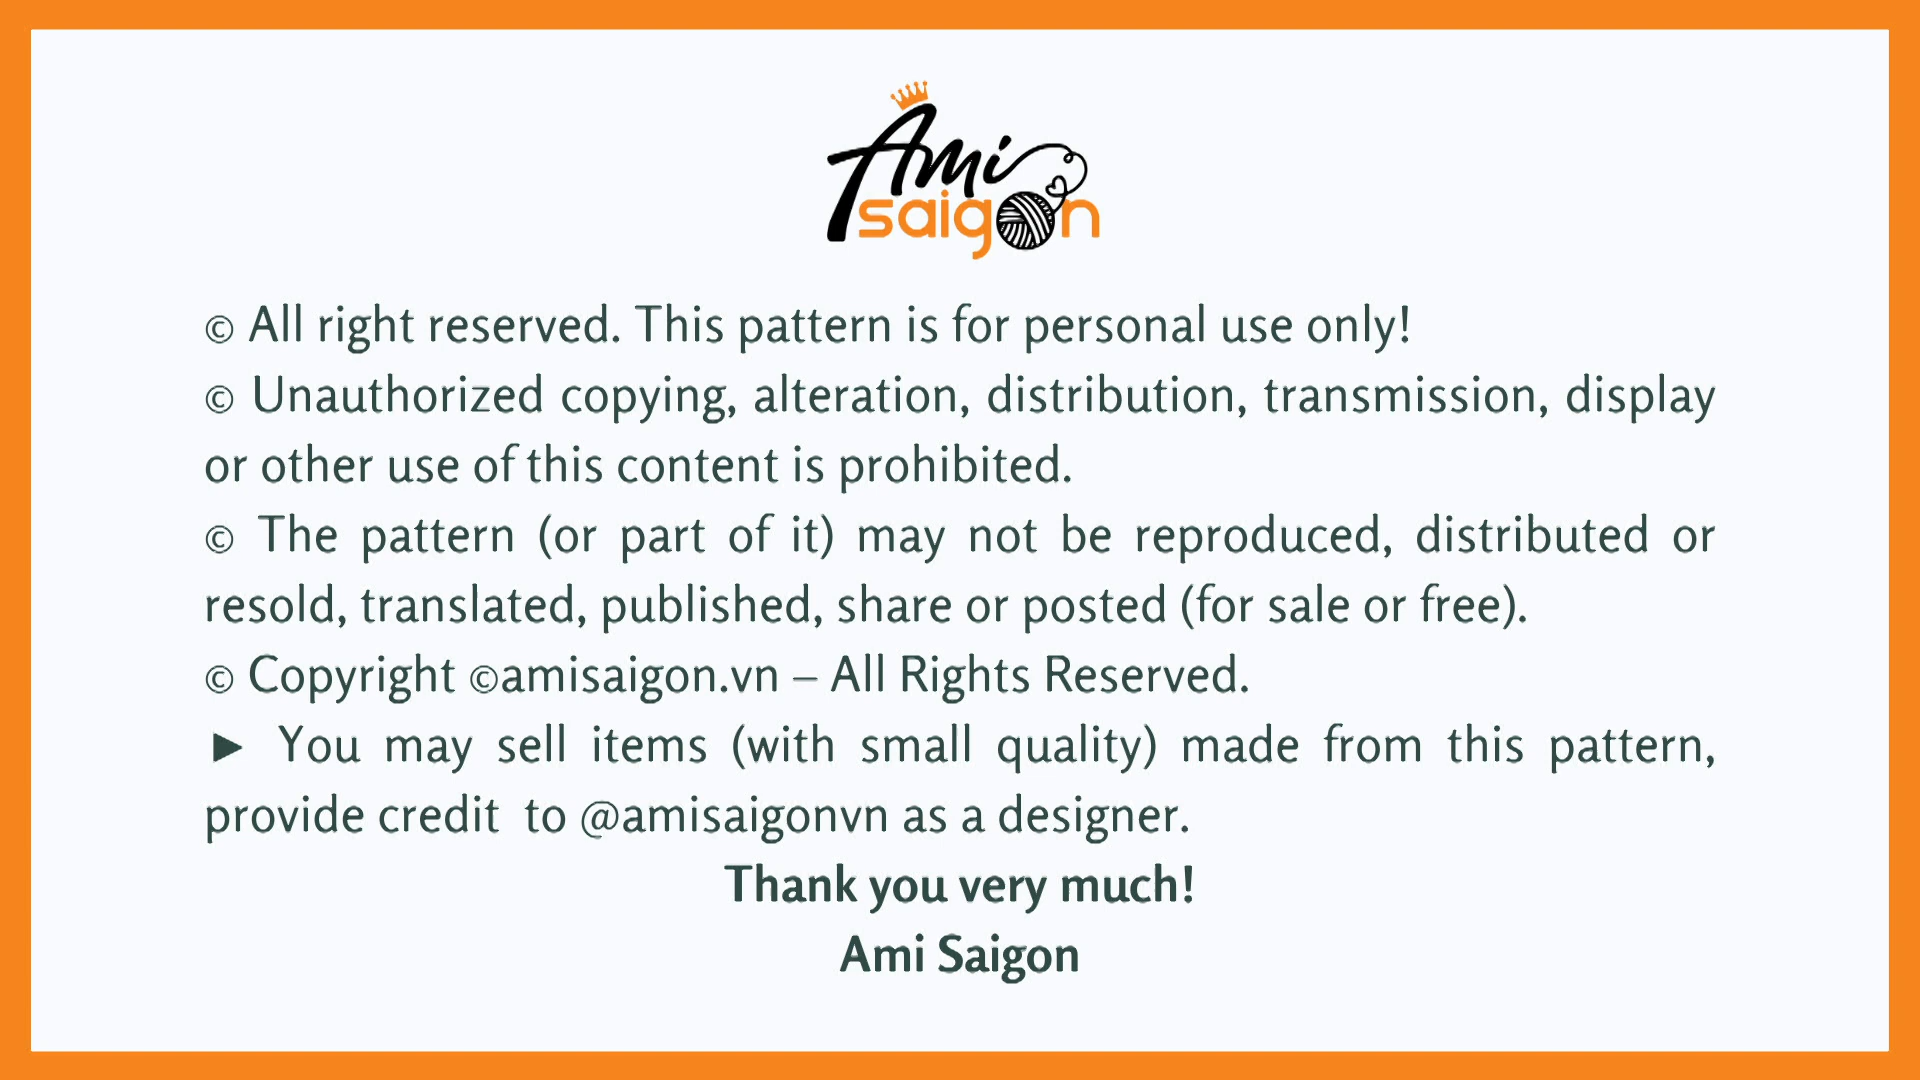 Ami
saigon
© All right reserved. This pattern is for personal use only!
© Unauthorized copying, alteration, distribution, transmission, display
or other use of this content is prohibited.
© The pattern (or part of it) may not be reproduced, distributed or
resold, translated, published, share or posted (for sale or free).
© Copyright ©amisaigon.vn – All Rights Reserved.
► You may sell items (with small quality) made from this pattern,
provide credit  to @amisaigonvn as a designer.
Thank you very much!
Ami Saigon